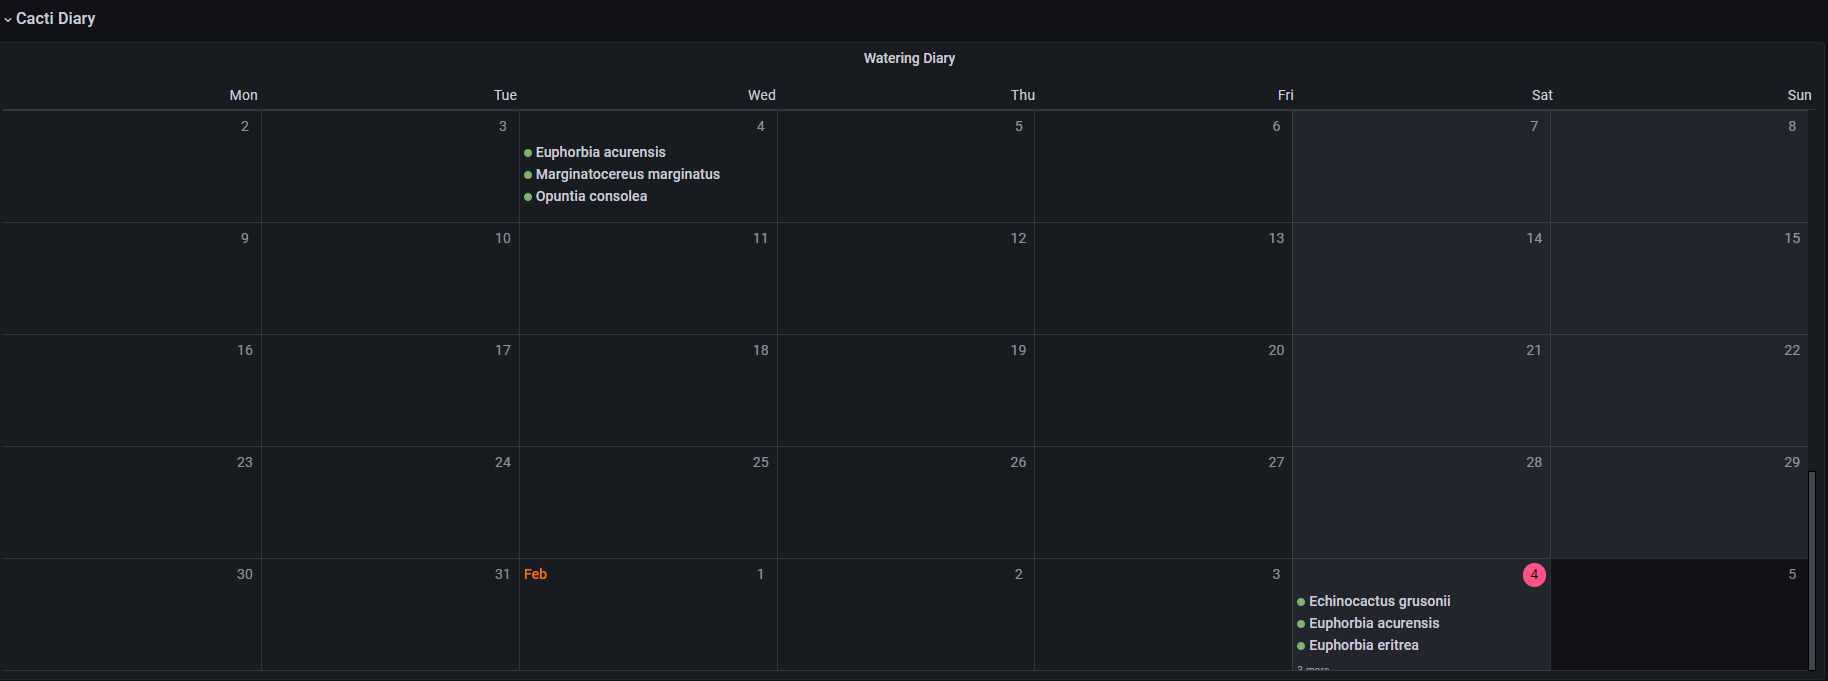 Cacti Diary
Watering Diary
Mon Tue Wed Thu Fri Sat Sun
2 3 4 5 6 7 8
Euphorbia acurensis
Marginatocereus marginatus
Opuntia consolea
9 10 11 12 13 14 15
16 17 18 19 20 21 22
23 24 25 26 27 28 29
30 31 Feb 1 2 3 4 5
Echinocactus grusonii
Euphorbia acurensis
Euphorbia eritrea
3 more